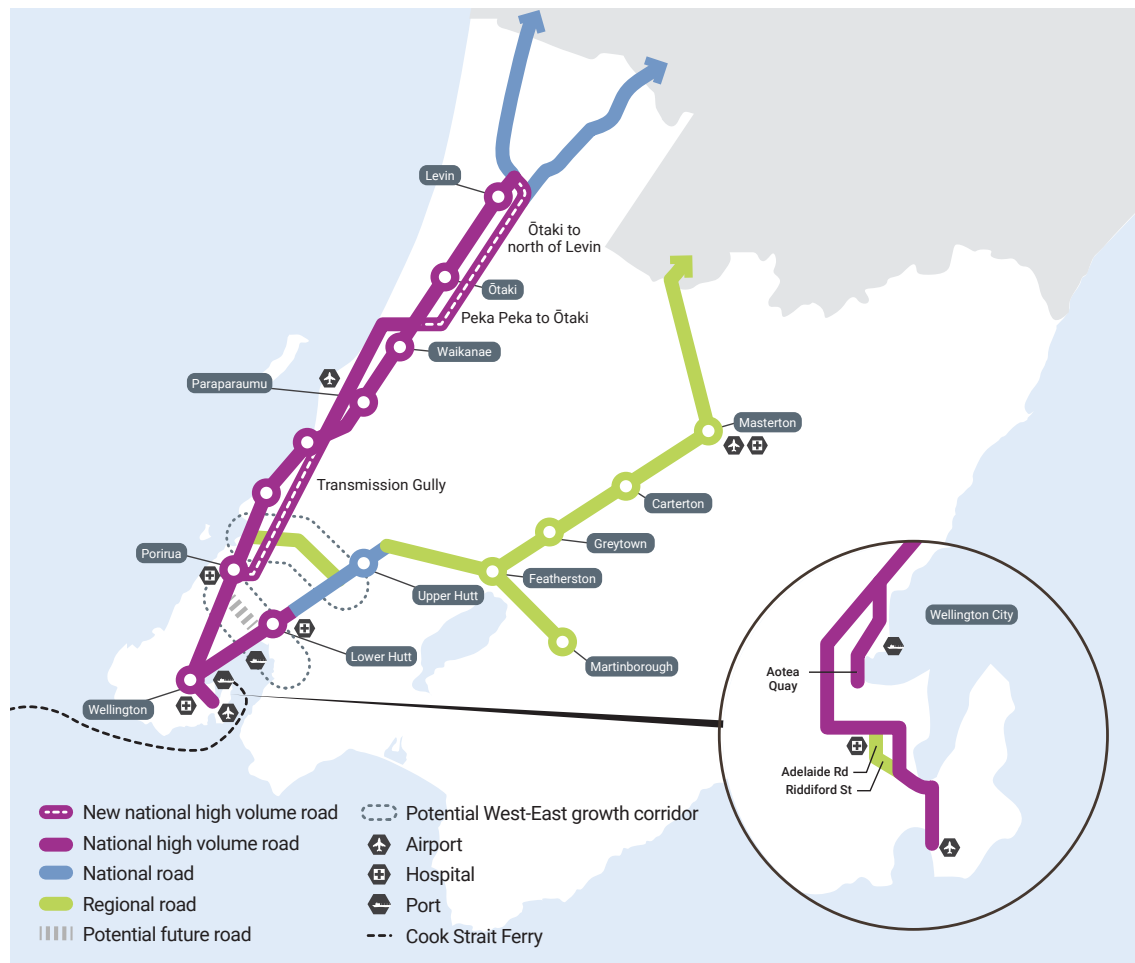 Levin
Ōtaki to
north of Levin
Ōtaki
Peka Peka to Ōtaki
Waikanae
Paraparaumu
Masterton
Transmission Gully
Carterton
Greytown
Porirua
Featherston
Upper Hutt
Wellington City
Lower Hutt
Martinborough
Aotea
Quay
Wellington
Adelaide Rd
Riddiford St
New national high volume road
National high volume road
National road
Regional road
Potential future road
Potential West-East growth corridor
Airport
Hospital
Port
Cook Strait Ferry